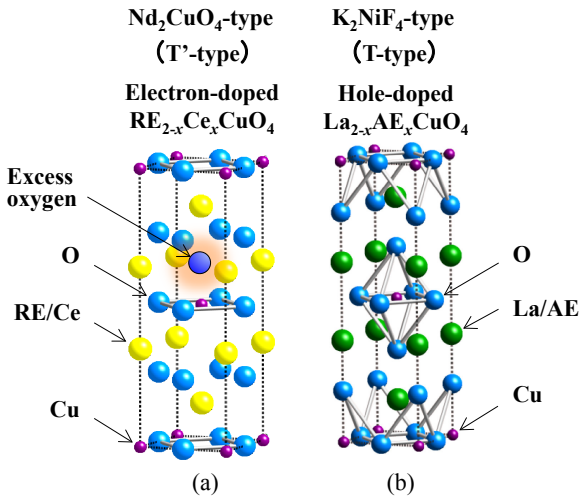 Nd₂CuO₄-type
(T’-type)
Electron-doped
RE₂₋ₓCeₓCuO₄
K₂NiF₄-type
(T-type)
Hole-doped
La₂₋ₓAEₓCuO₄
Excess
oxygen
O
RE/Ce
Cu
O
La/AE
Cu
(a)
(b)